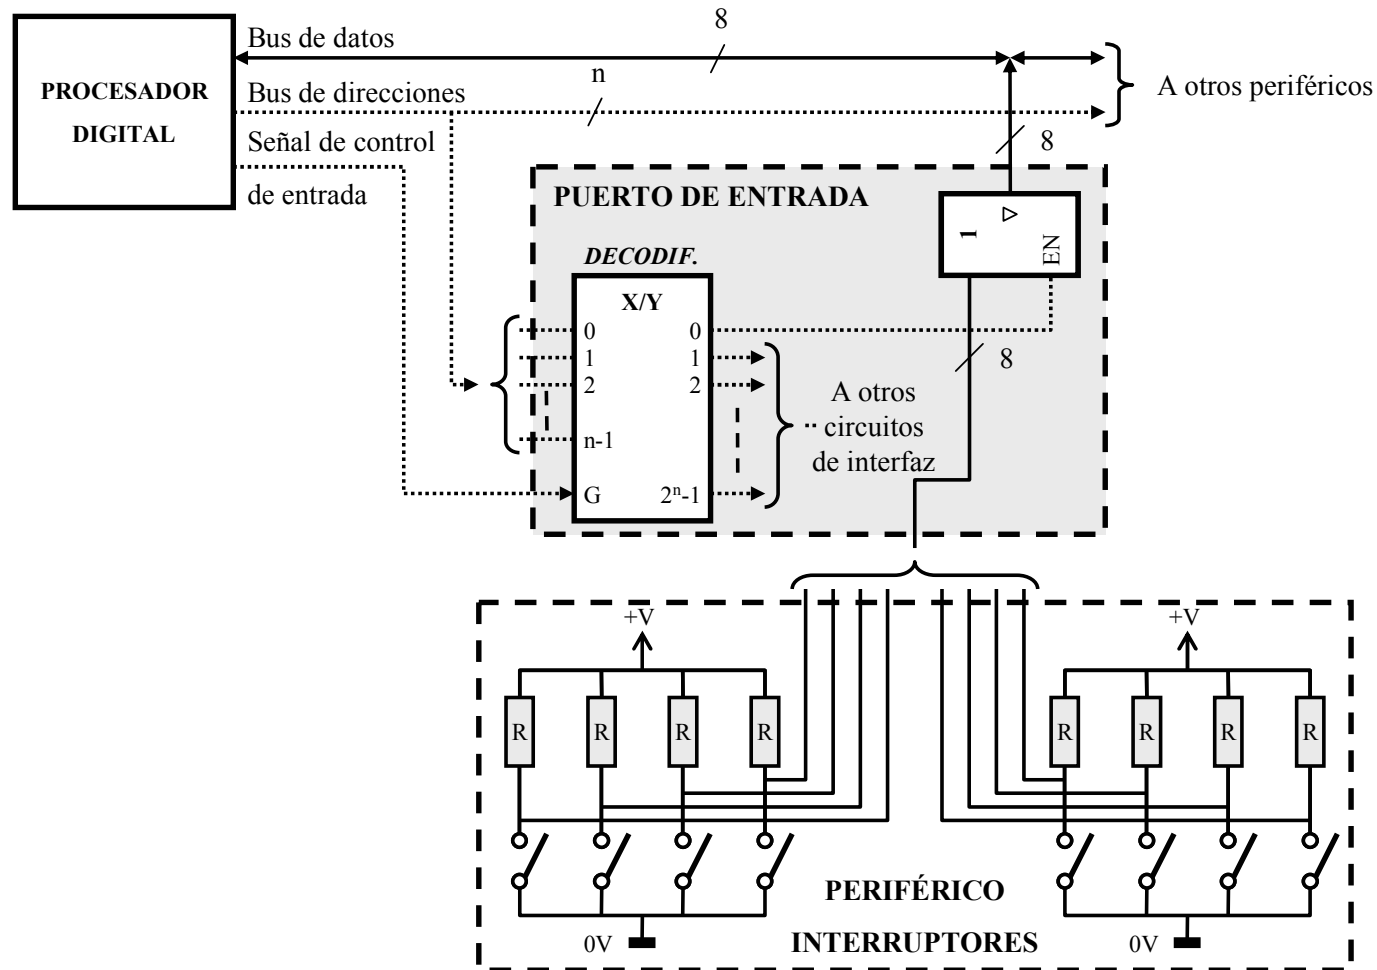 Bus de datos
8
PROCESADOR
DIGITAL
Bus de direcciones
n
A otros periféricos
Señal de control
de entrada
8
PUERTO DE ENTRADA
1
▷
EN
DECODIF.
X/Y
0 0
1 1
2 2
n-1
G 2ⁿ-1
8
A otros
circuitos
de interfaz
+V +V
R R R R R R R R
PERIFÉRICO
INTERRUPTORES
0V 0V